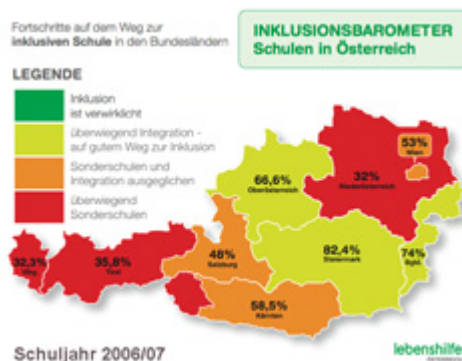 Fortschritte auf dem Weg zur
inklusiven Schule in den Bundesländern
INKLUSIONSBAROMETER
Schulen in Österreich
LEGENDE
Inklusion
ist verwirklicht
überwiegend Integration -
auf gutem Weg zur Inklusion
Sonderschulen und
Integration ausgeglichen
überwiegend
Sonderschulen
53%
Wien
66,6%
Oberösterreich
32%
Niederösterreich
32,3%
Vlbg
35,8%
Tirol
48%
Salzburg
82,4%
Steiermark
74%
Bgld.
58,5%
Kärnten
Schuljahr 2006/07
lebenshilfe